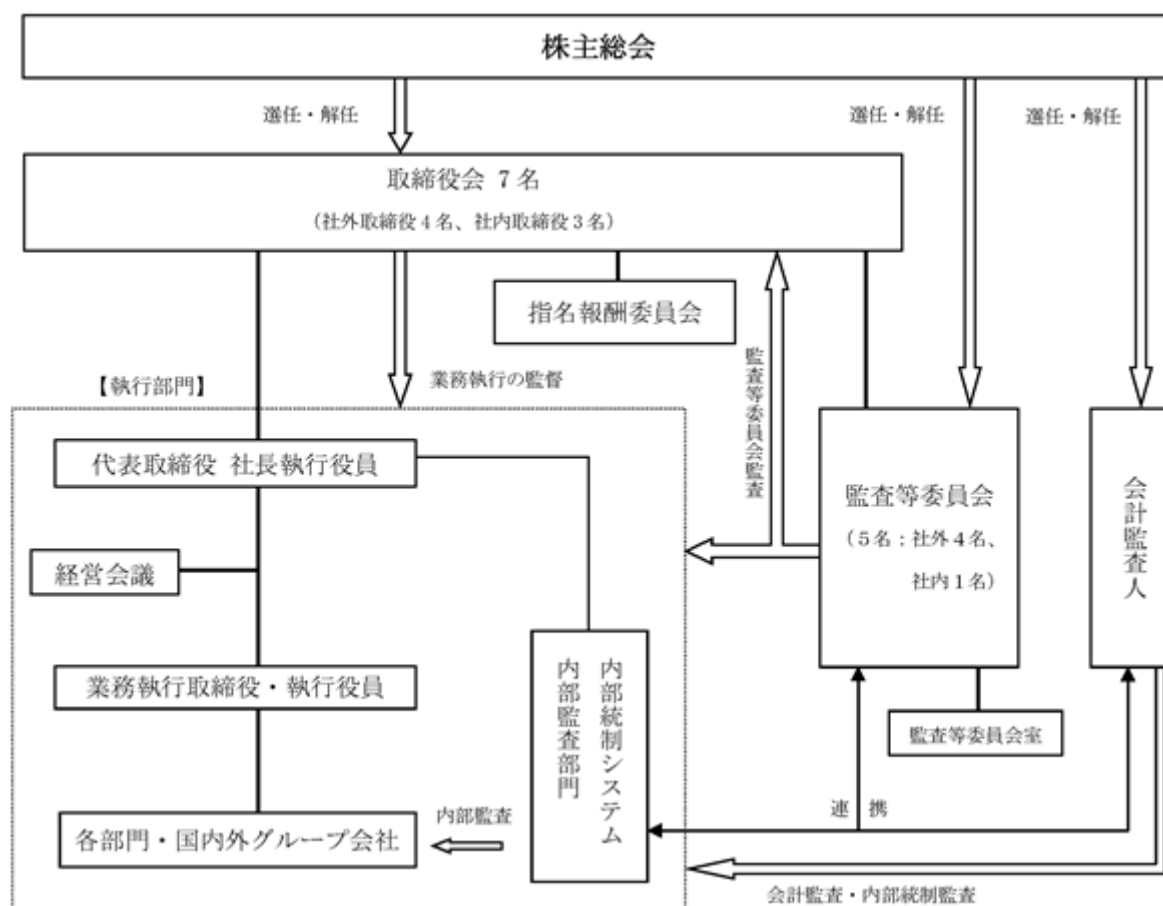 株主総会
選任・解任
選任・解任
選任・解任
取締役会 7名
（社外取締役4名、社内取締役3名）
指名報酬委員会
【執行部門】
業務執行の監督
監査等委員会監査
代表取締役 社長執行役員
監査等委員会
（5名：社外4名、
社内1名）
会計監査人
経営会議
業務執行取締役・執行役員
内部統制システム
内部監査部門
監査等委員会室
内部監査
連 携
各部門・国内外グループ会社
会計監査・内部統制監査